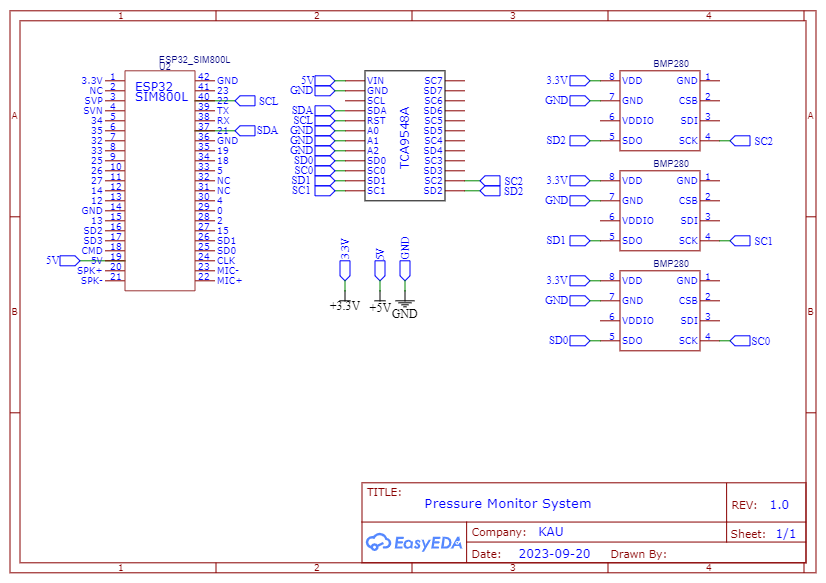 1 2 3 4
A A
B B
1 2 3 4
ESP32_SIM800L
U2
ESP32
SIM800L
3.3V 1 42 GND
NC 2 41 23
SVP 3 40 22 SCL
SVN 4 39 TX
34 5 38 RX
35 6 37 21 SDA
32 7 36 GND
33 8 35 19
25 9 34 18
26 10 33 5
27 11 32 NC
14 12 31 NC
12 13 30 4
GND 14 29 0
13 15 28 2
SD2 16 27 15
SD3 17 26 SD1
CMD 18 25 SD0
5V 5V 19 24 CLK
SPK+ 20 23 MIC-
SPK- 21 22 MIC+
TCA9548A
5V VIN SC7
GND GND SD7
SCL SC6
SDA SDA SD6
SCL RST SC5
GND A0 SD5
GND A1 SC4
GND A2 SD4
SD0 SD0 SC3
SC0 SC0 SD3
SD1 SD1 SC2 SC2
SC1 SC1 SD2 SD2
3.3V 5V GND
+3.3V +5V GND
BMP280
3.3V 8 VDD GND 1
GND 7 GND CSB 2
6 VDDIO SDI 3
SD2 5 SDO SCK 4 SC2
BMP280
3.3V 8 VDD GND 1
GND 7 GND CSB 2
6 VDDIO SDI 3
SD1 5 SDO SCK 4 SC1
BMP280
3.3V 8 VDD GND 1
GND 7 GND CSB 2
6 VDDIO SDI 3
SD0 5 SDO SCK 4 SC0
TITLE:
Pressure Monitor System
REV: 1.0
EasyEDA
Company: KAU
Sheet: 1/1
Date: 2023-09-20 Drawn By: